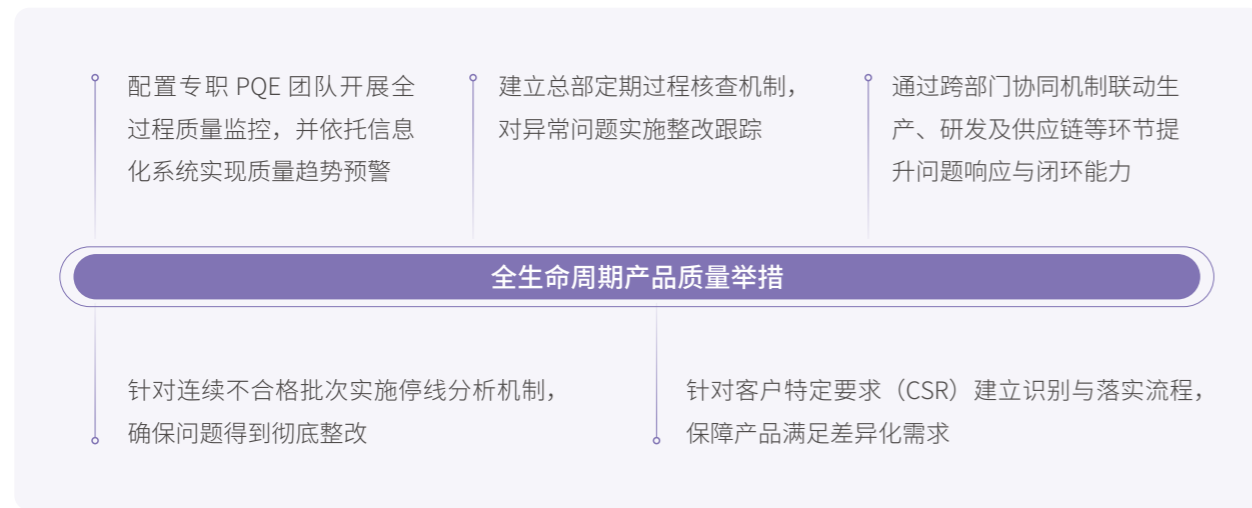 配置专职 PQE 团队开展全
过程质量监控，并依托信息
化系统实现质量趋势预警
建立总部定期过程核查机制，
对异常问题实施整改跟踪
通过跨部门协同机制联动生
产、研发及供应链等环节提
升问题响应与闭环能力
全生命周期产品质量举措
针对连续不合格批次实施停线分析机制，
确保问题得到彻底整改
针对客户特定要求（CSR）建立识别与落实流程，
保障产品满足差异化需求